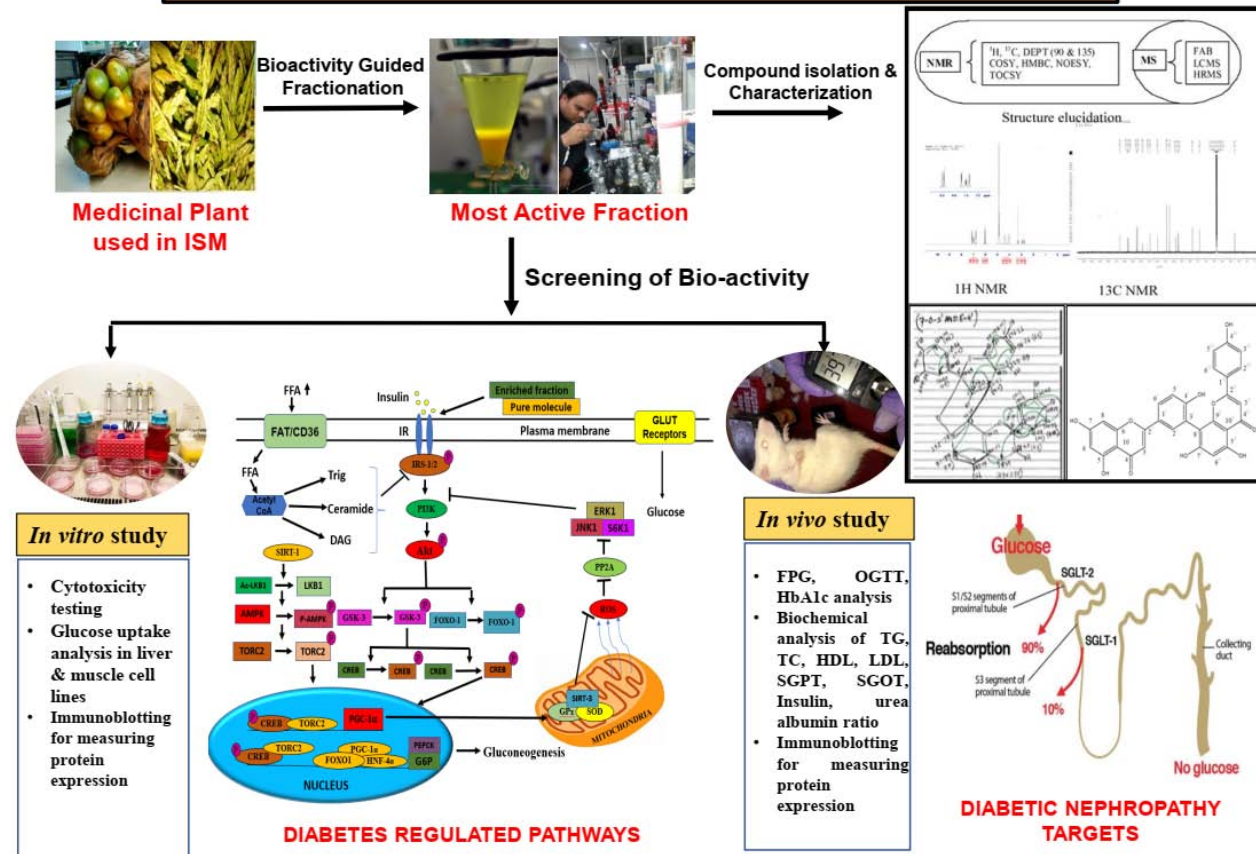 Bioactivity Guided
Fractionation
Compound isolation &
Characterization
Medicinal Plant
used in ISM
Most Active Fraction
Screening of Bio-activity
NMR
¹H, ¹³C, DEPT (90 & 135)
COSY, HMBC, NOESY,
TOCSY
MS
FAB
LCMS
HRMS
Structure elucidation
1H NMR
13C NMR
In vitro study
• Cytotoxicity
testing
• Glucose uptake
analysis in liver
& muscle cell
lines
• Immunoblotting
for measuring
protein
expression
FFA
Insulin
Enriched fraction
Pure molecule
FAT/CD36
IR
Plasma membrane
GLUT
Receptors
FFA
IRS-1/2
P
Trig
Acetyl
CoA
Ceramide
PI3K
ERK1
JNK1
S6K1
Glucose
DAG
SIRT-1
Akt
P
PP2A
Ac-LKB1
LKB1
AMPK
P-AMPK
P
GSK-3
GSK-3
P
FOXO-1
FOXO-1
P
ROS
TORC2
TORC2
P
CREB
CREB
P
CREB
CREB
P
SIRT-3
GPx
SOD
MITOCHONDRIA
P
CREB
TORC2
PGC-1α
P
CREB
TORC2
PGC-1α
FOXO1
HNF-4α
PEPCK
G6P
Gluconeogenesis
NUCLEUS
DIABETES REGULATED PATHWAYS
397
In vivo study
• FPG, OGTT,
HbA1c analysis
• Biochemical
analysis of TG,
TC, HDL, LDL,
SGPT, SGOT,
Insulin, urea
albumin ratio
• Immunoblotting
for measuring
protein
expression
OH
HO
OH
O
HO
OH
O
OH
Glucose
SGLT-2
S1/S2 segments of
proximal tubule
Reabsorption
90%
SGLT-1
Collecting
duct
S3 segment of
proximal tubule
10%
No glucose
DIABETIC NEPHROPATHY
TARGETS